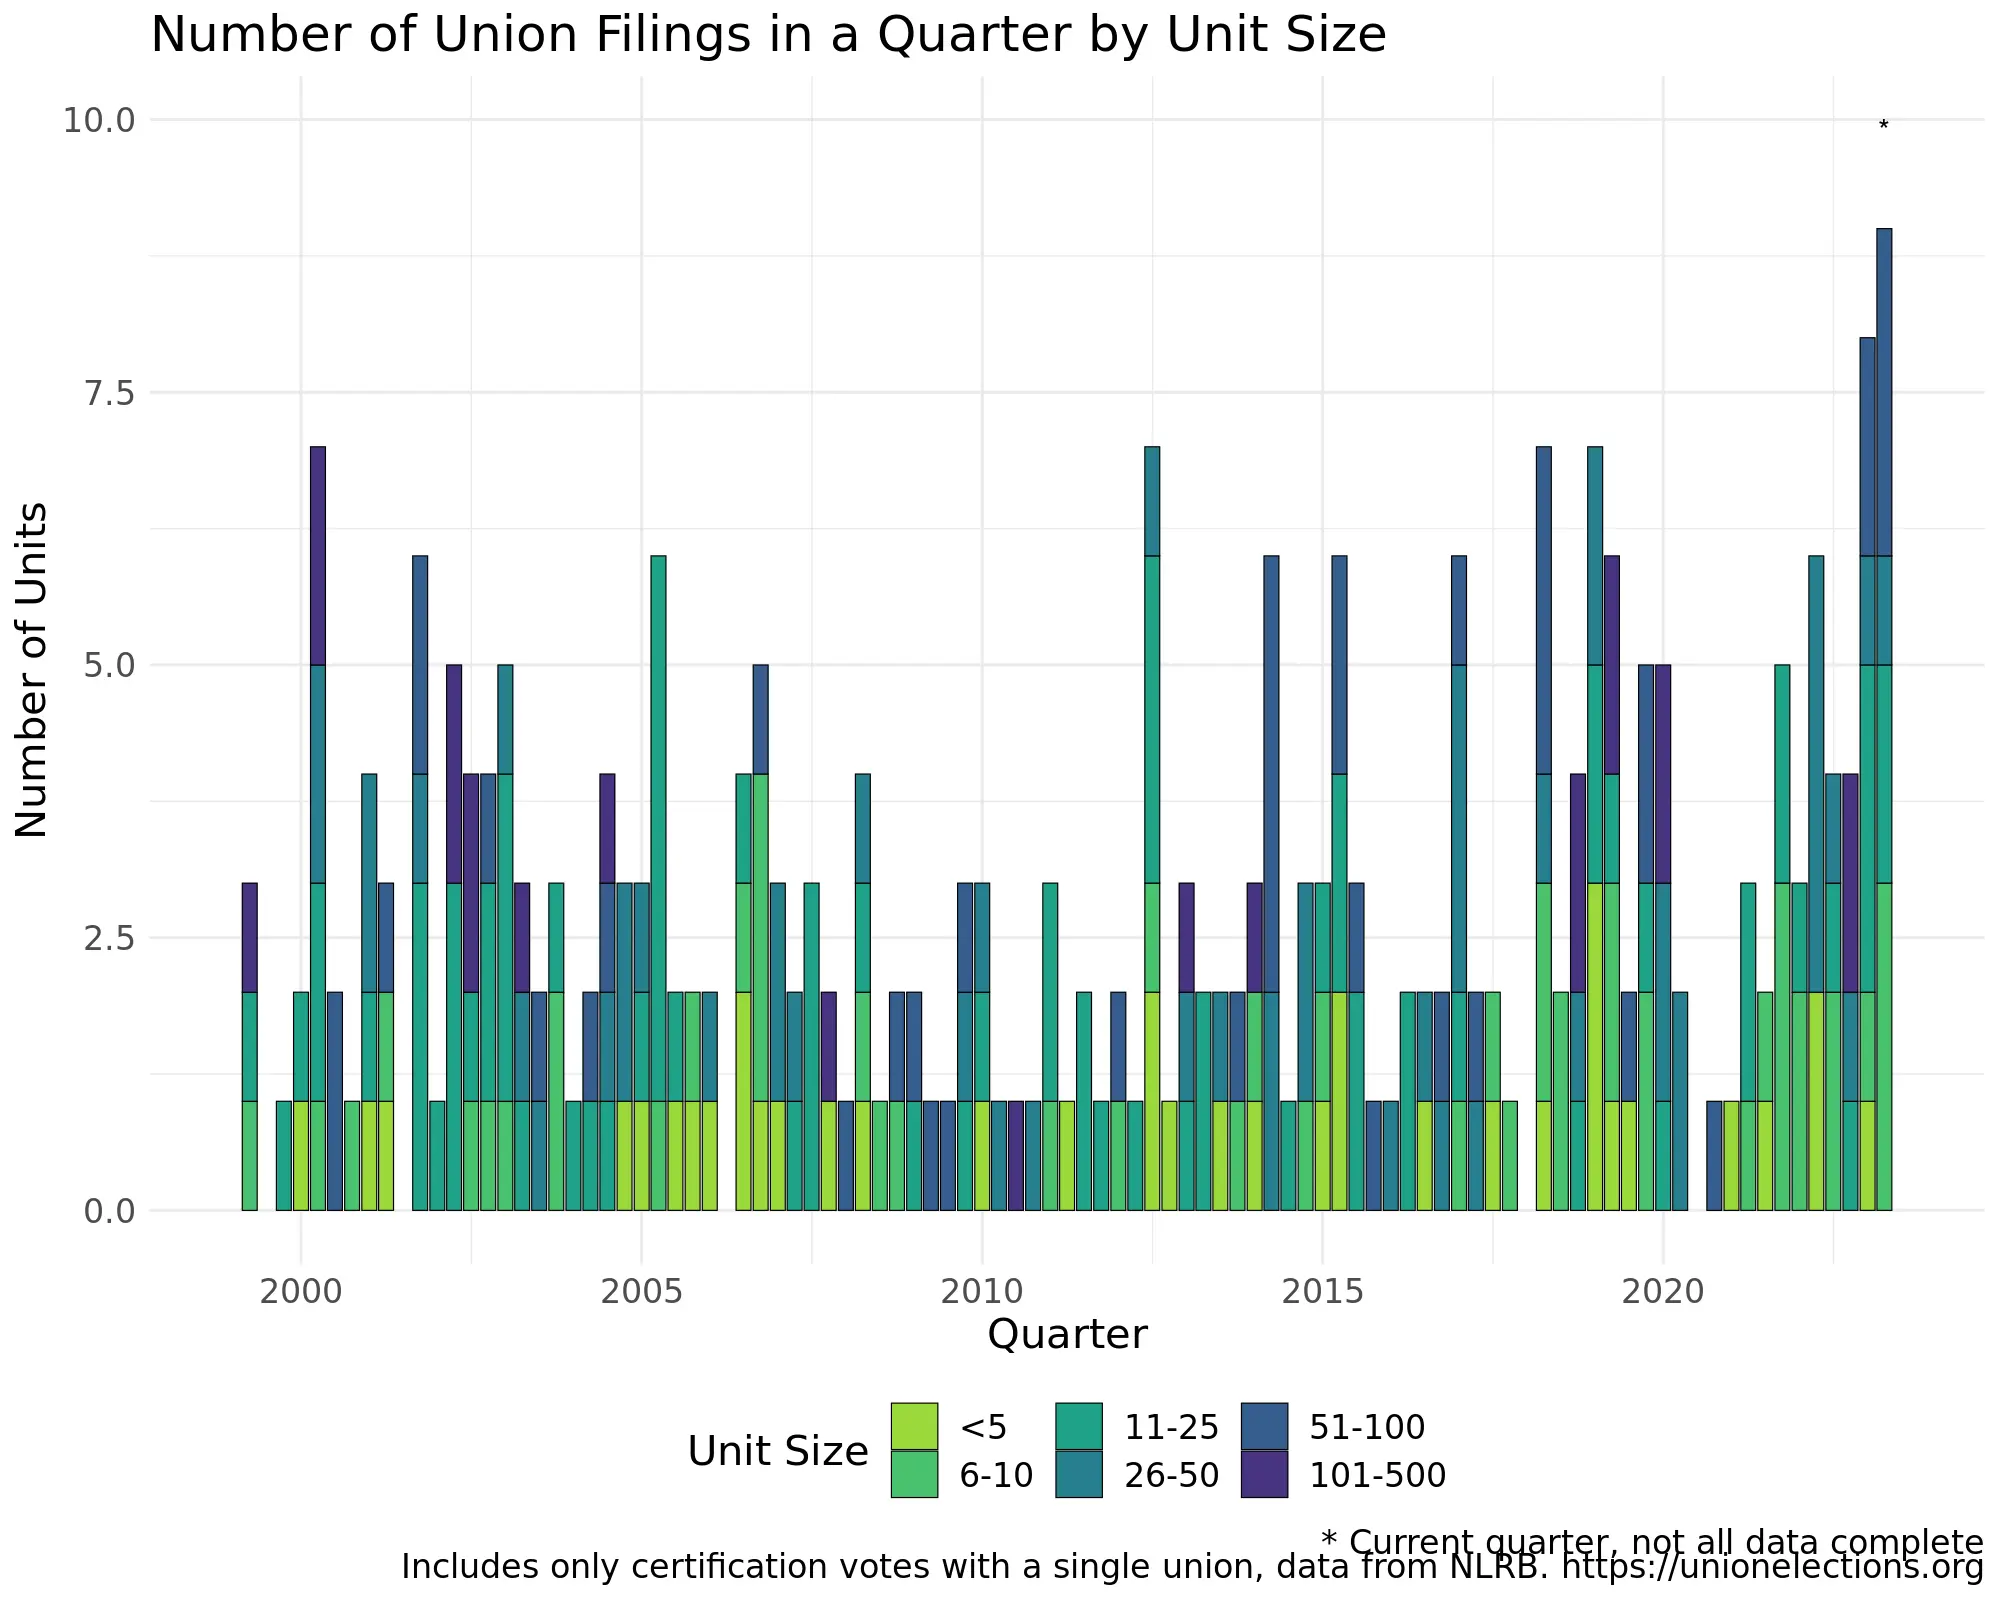 Number of Union Filings in a Quarter by Unit Size
10.0
*
7.5
5.0
2.5
0.0
Number of Units
2000 2005 2010 2015 2020
Quarter
Unit Size
<5 11-25 51-100
6-10 26-50 101-500
* Current quarter, not all data complete
Includes only certification votes with a single union, data from NLRB. https://unionelections.org